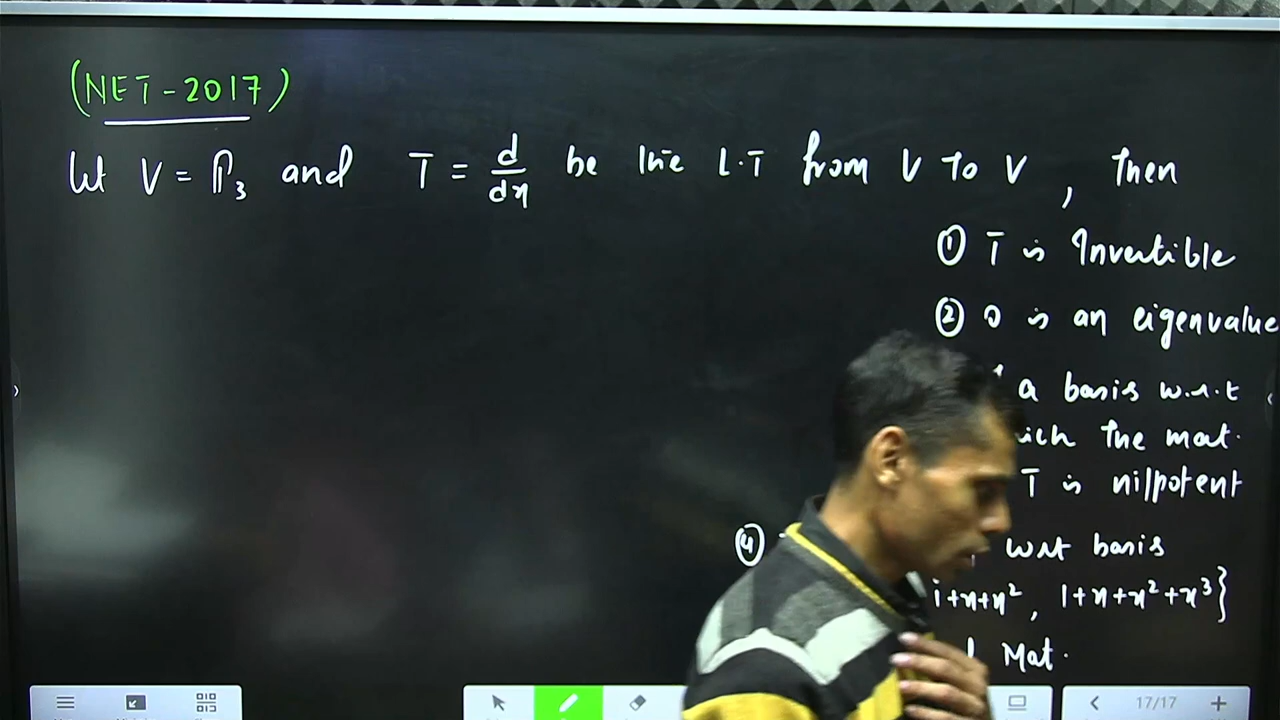 (NET-2017)
Let V = P₃ and T = d/dx be the L.T from V To V , Then
① T is Invertible
② 0 is an eigenvalue
a basis w.r.t
the mat.
T is nilpotent
④ wrt basis
1+x+x², 1+x+x²+x³}
Mat.
17/17